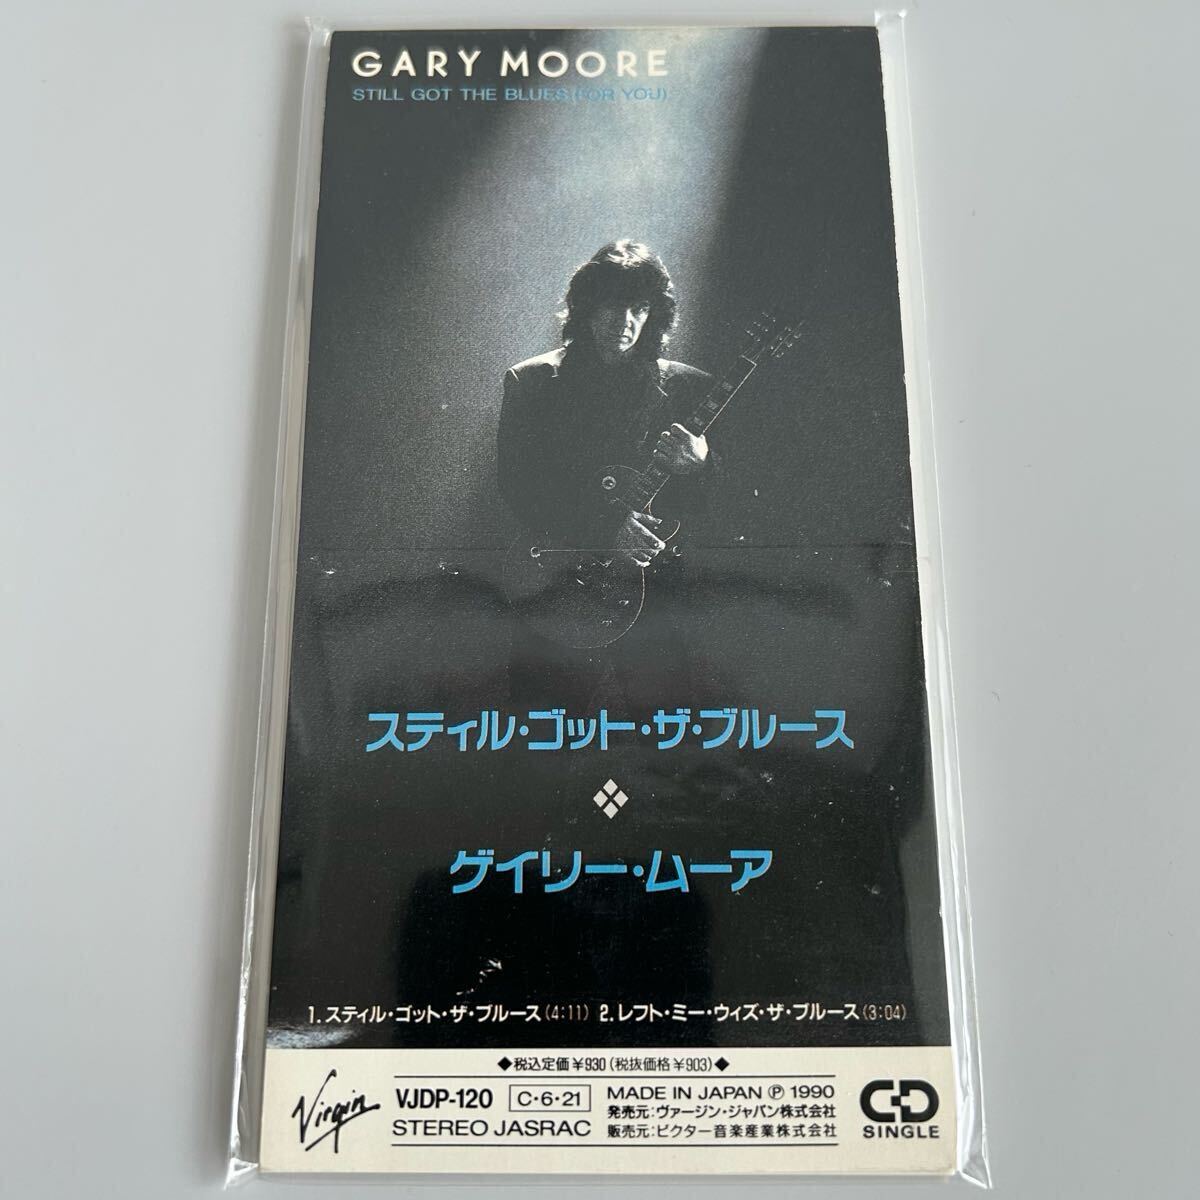 GARY MOORE
STILL GOT THE BLUES (FOR YOU)
スティル・ゴット・ザ・ブルース
ゲイリー・ムーア
1. スティル・ゴット・ザ・ブルース(4:11) 2. レフト・ミー・ウィズ・ザ・ブルース(3:04)
◆税込定価¥930(税抜価格¥903)◆
Virgin
VJDP-120 C・6・21
STEREO JASRAC
MADE IN JAPAN Ⓟ 1990
発売元:ヴァージン・ジャパン株式会社
販売元:ビクター音楽産業株式会社
CD
SINGLE